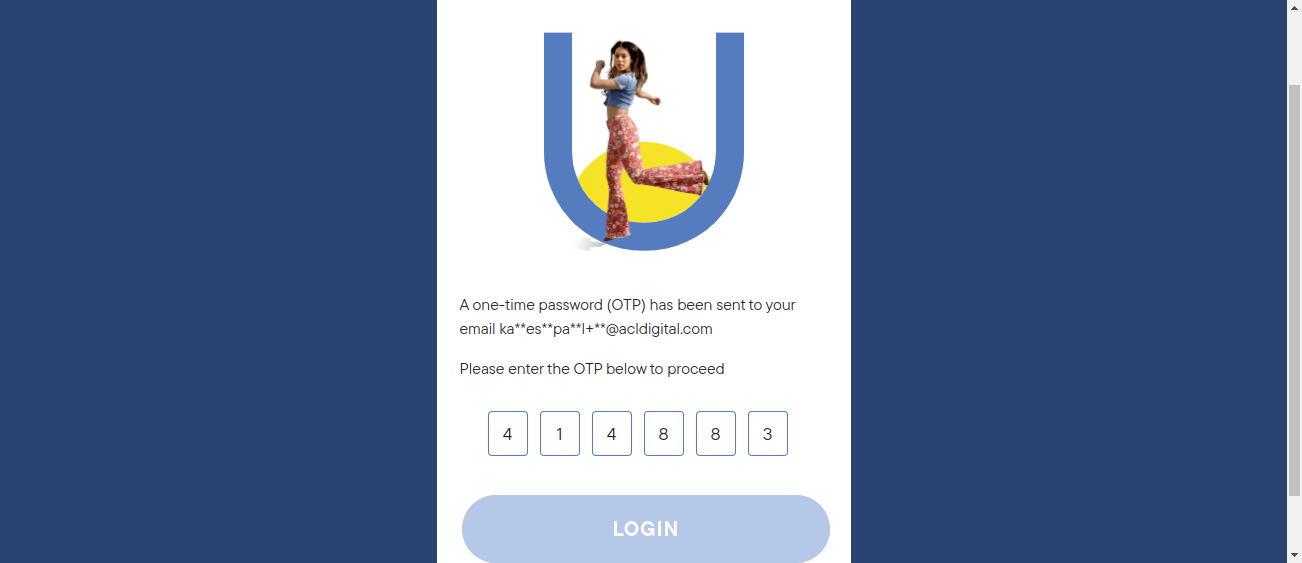 A one-time password (OTP) has been sent to your
email ka**es**pa**l+**@acldigital.com
Please enter the OTP below to proceed
4 1 4 8 8 3
LOGIN